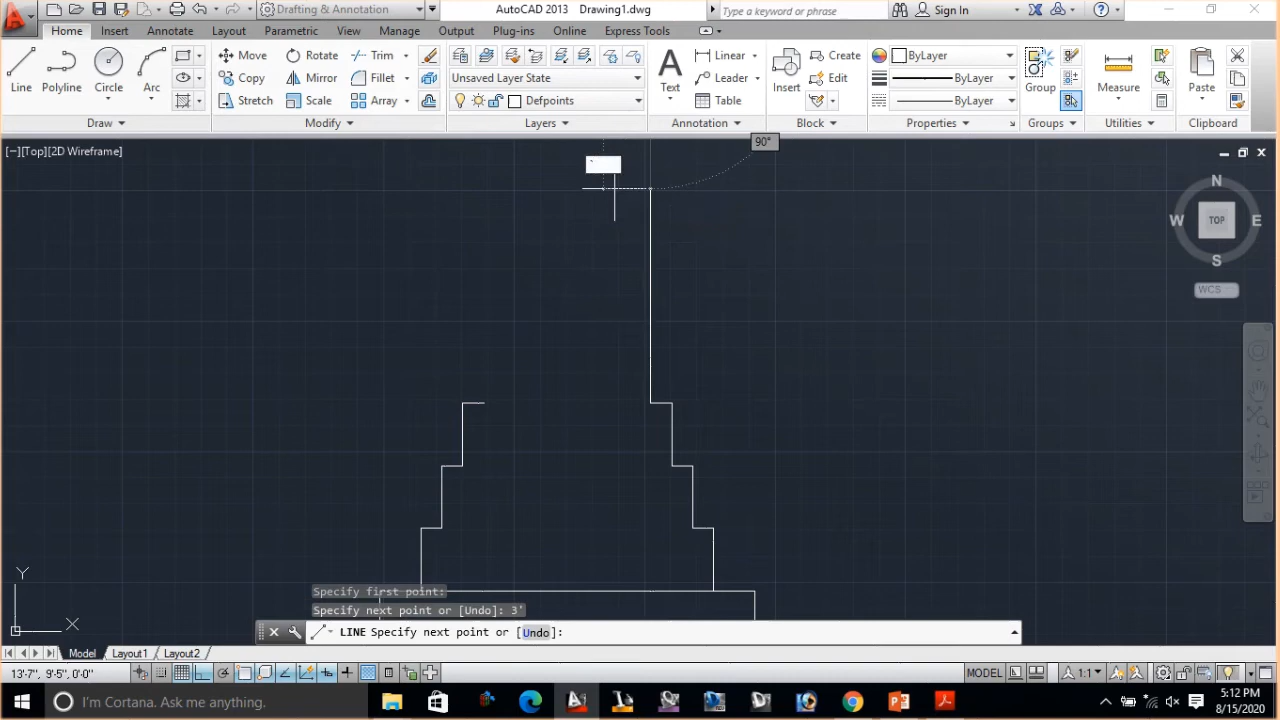 Drafting & Annotation
AutoCAD 2013 Drawing1.dwg
Type a keyword or phrase
Sign In
Home Insert Annotate Layout Parametric View Manage Output Plug-ins Online Express Tools
Line Polyline Circle Arc
Move Rotate Trim
Copy Mirror Fillet
Stretch Scale Array
Unsaved Layer State
Defpoints
Text
Linear
Leader
Table
Insert
Create
Edit
ByLayer
ByLayer
ByLayer
Group
Measure
Paste
Draw Modify Layers Annotation Block Properties Groups Utilities Clipboard
[−][Top][2D Wireframe]
90°
N
W TOP E
S
WCS
Y
X
Specify first point:
Specify next point or [Undo]: 3'
LINE Specify next point or [Undo]:
Model Layout1 Layout2
13'-7", 9'-5", 0'-0"
MODEL
1:1
I'm Cortana. Ask me anything.
5:12 PM
8/15/2020